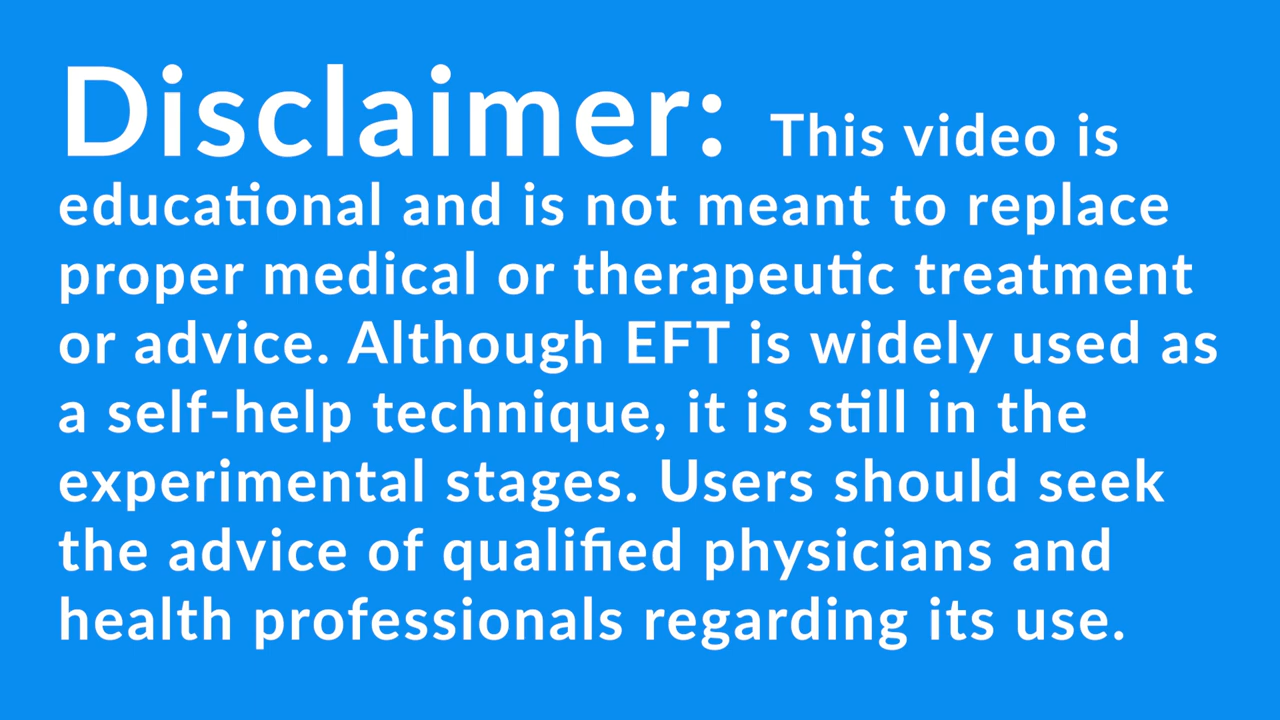 Disclaimer: This video is
educational and is not meant to replace
proper medical or therapeutic treatment
or advice. Although EFT is widely used as
a self-help technique, it is still in the
experimental stages. Users should seek
the advice of qualified physicians and
health professionals regarding its use.